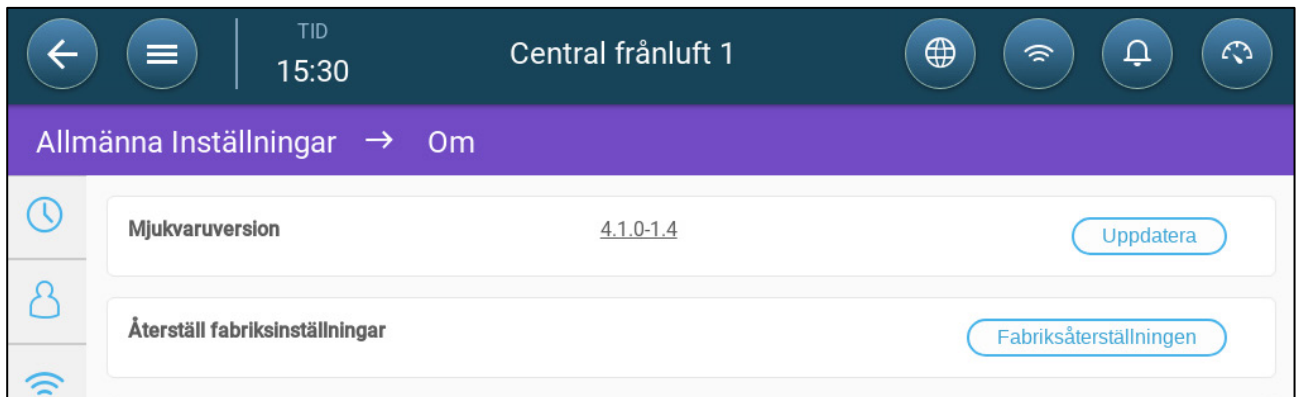 TID
15:30
Central frånluft 1
Allmänna Inställningar → Om
Mjukvaruversion 4.1.0-1.4 Uppdatera
Återställ fabriksinställningar Fabriksåterställningen